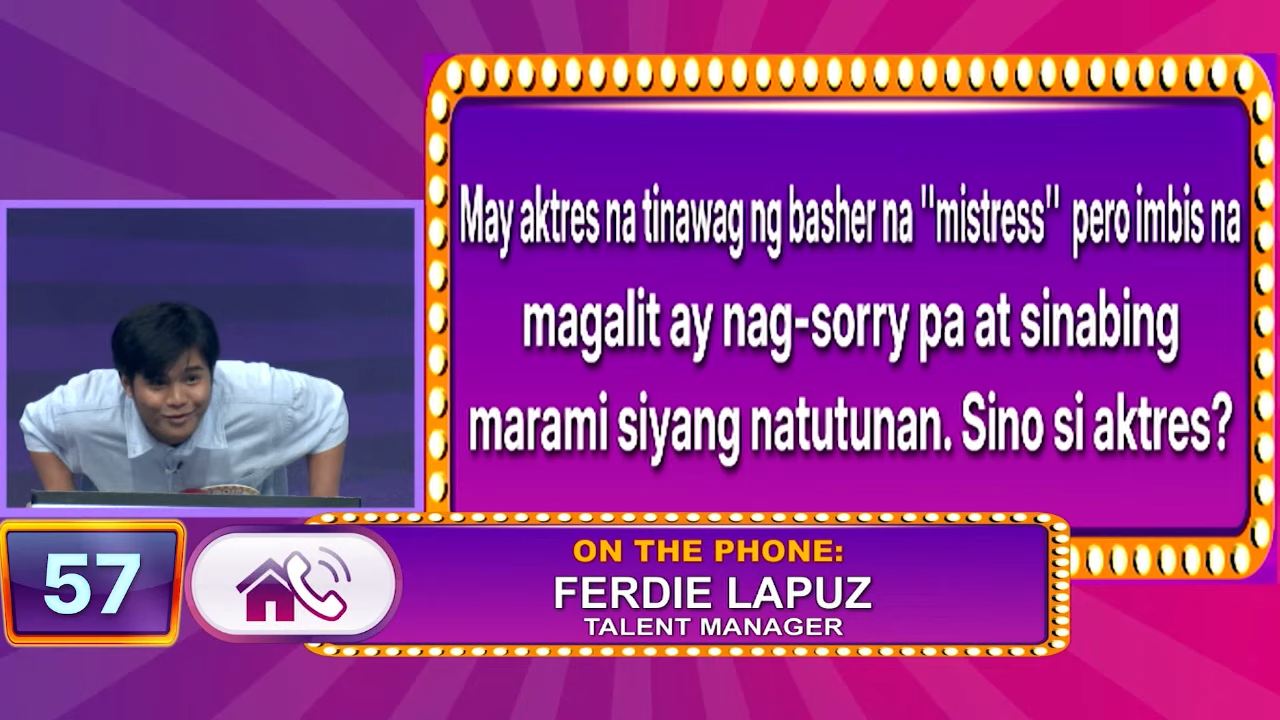 May aktres na tinawag ng basher na "mistress" pero imbis na
magalit ay nag-sorry pa at sinabing
marami siyang natutunan. Sino si aktres?
57
ON THE PHONE:
FERDIE LAPUZ
TALENT MANAGER